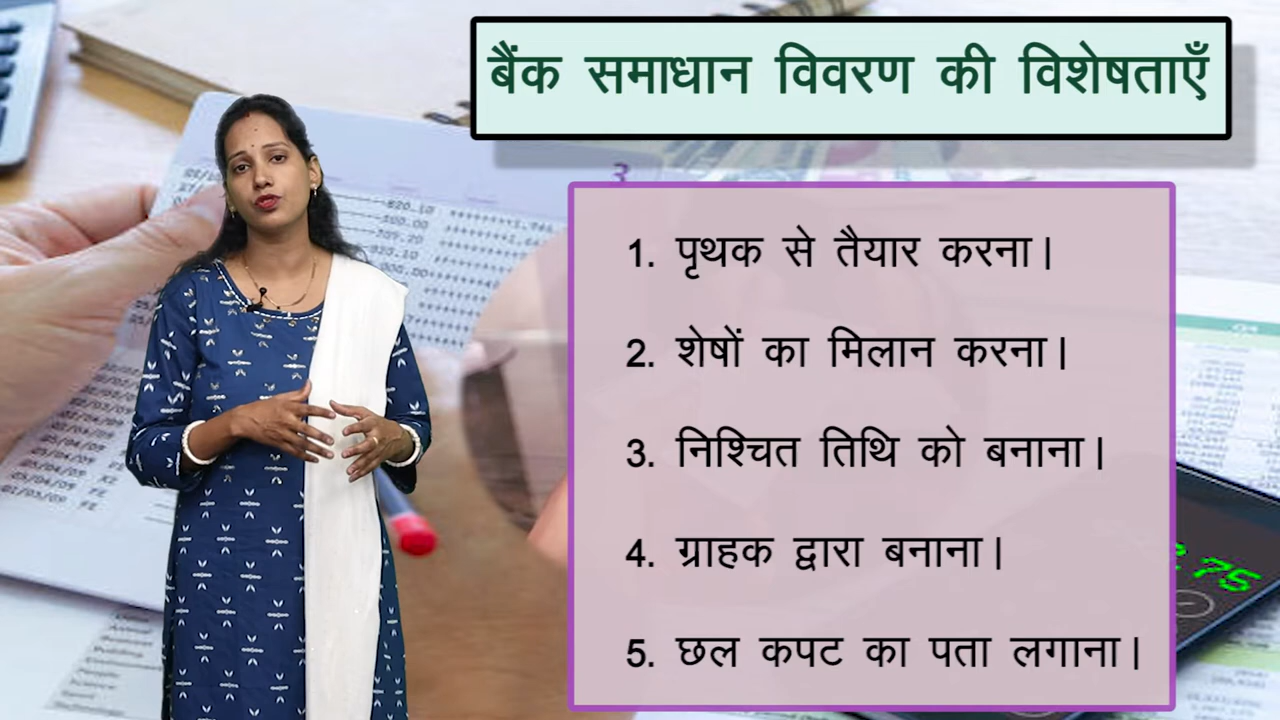 बैंक समाधान विवरण की विशेषताएँ
1. पृथक से तैयार करना|
2. शेषों का मिलान करना|
3. निश्चित तिथि को बनाना|
4. ग्राहक द्वारा बनाना|
5. छल कपट का पता लगाना|